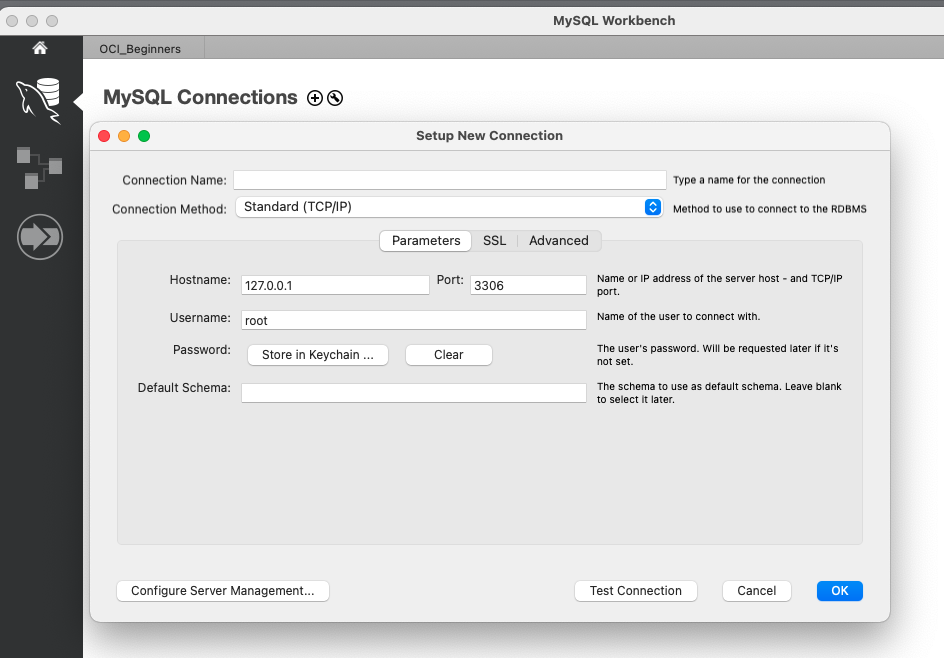 MySQL Workbench
OCI_Beginners
MySQL Connections
Setup New Connection
Connection Name:
Type a name for the connection
Connection Method:
Standard (TCP/IP)
Method to use to connect to the RDBMS
Parameters
SSL
Advanced
Hostname:
127.0.0.1
Port:
3306
Name or IP address of the server host - and TCP/IP
port.
Username:
root
Name of the user to connect with.
Password:
Store in Keychain ...
Clear
The user's password. Will be requested later if it's
not set.
Default Schema:
The schema to use as default schema. Leave blank
to select it later.
Configure Server Management...
Test Connection
Cancel
OK